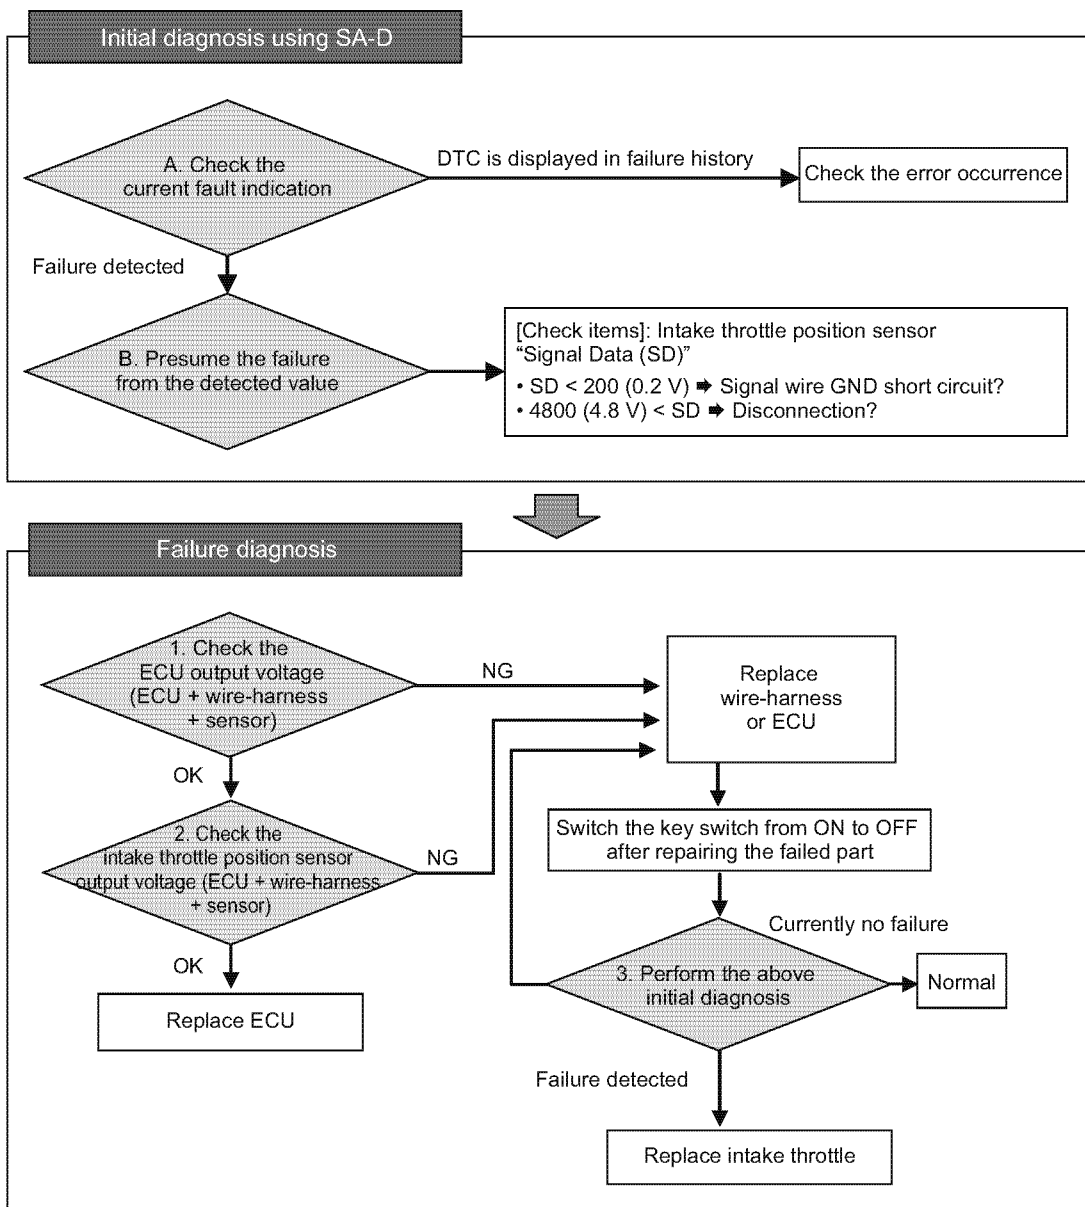 Initial diagnosis using SA-D
A. Check the
current fault indication
DTC is displayed in failure history
Check the error occurrence
Failure detected
B. Presume the failure
from the detected value
[Check items]: Intake throttle position sensor
“Signal Data (SD)”
• SD < 200 (0.2 V) ➡ Signal wire GND short circuit?
• 4800 (4.8 V) < SD ➡ Disconnection?
Failure diagnosis
1. Check the
ECU output voltage
(ECU + wire-harness
+ sensor)
NG
Replace
wire-harness
or ECU
OK
2. Check the
intake throttle position sensor
output voltage (ECU + wire-harness
+ sensor)
NG
OK
Replace ECU
Switch the key switch from ON to OFF
after repairing the failed part
Currently no failure
3. Perform the above
initial diagnosis
Normal
Failure detected
Replace intake throttle